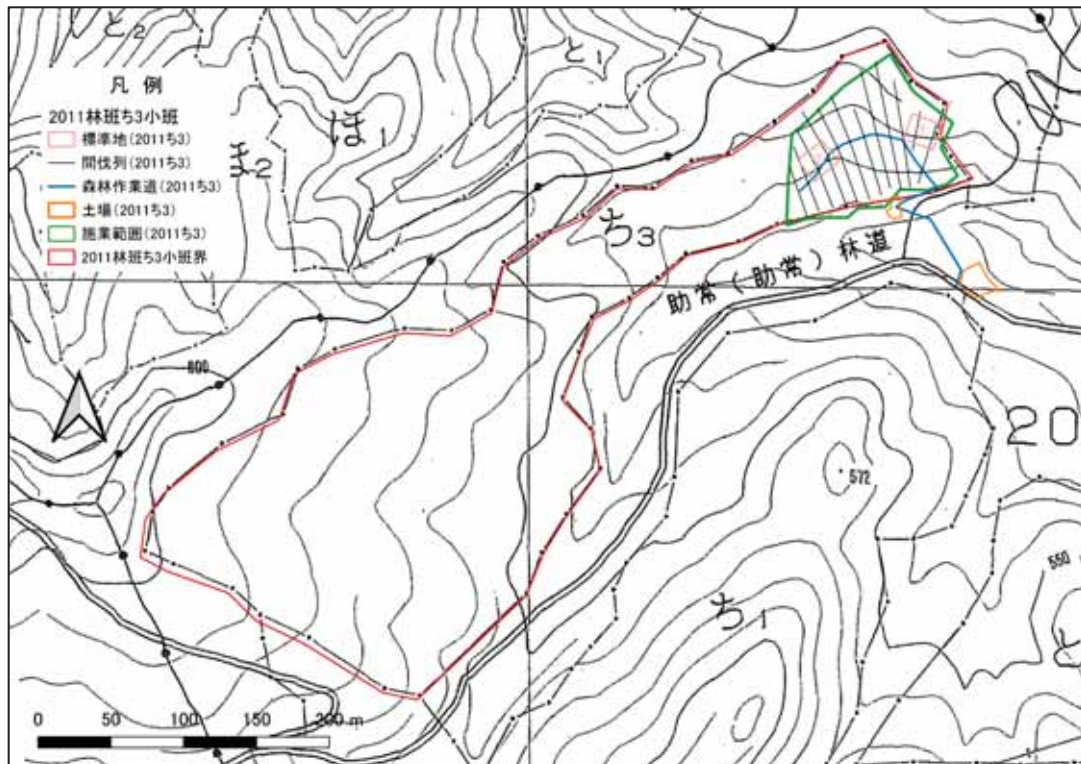 と2
と1
凡例
2011林班ち3小班
標準地(2011ち3)
間伐列(2011ち3)
森林作業道(2011ち3)
土場(2011ち3)
施業範囲(2011ち3)
2011林班ち3小班界
ほ1
ほ2
ち3
助常(助常)林道
600
20
572
550
ち1
と
0 50 100 150 200 m